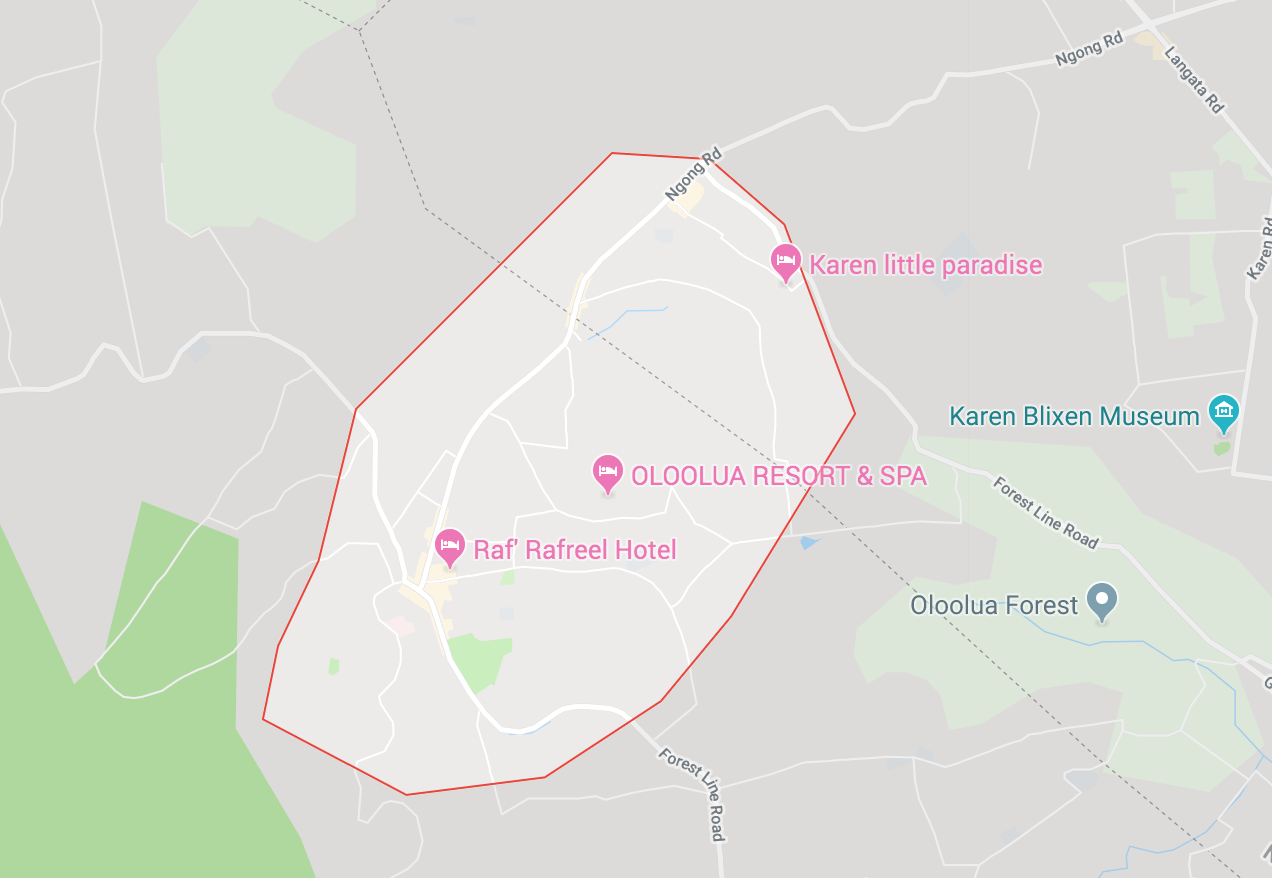 Ngong Rd
Langata Rd
Ngong Rd
Karen Rd
Karen little paradise
Karen Blixen Museum
OLOOLUA RESORT & SPA
Forest Line Road
Raf' Rafreel Hotel
Oloolua Forest
Forest Line Road